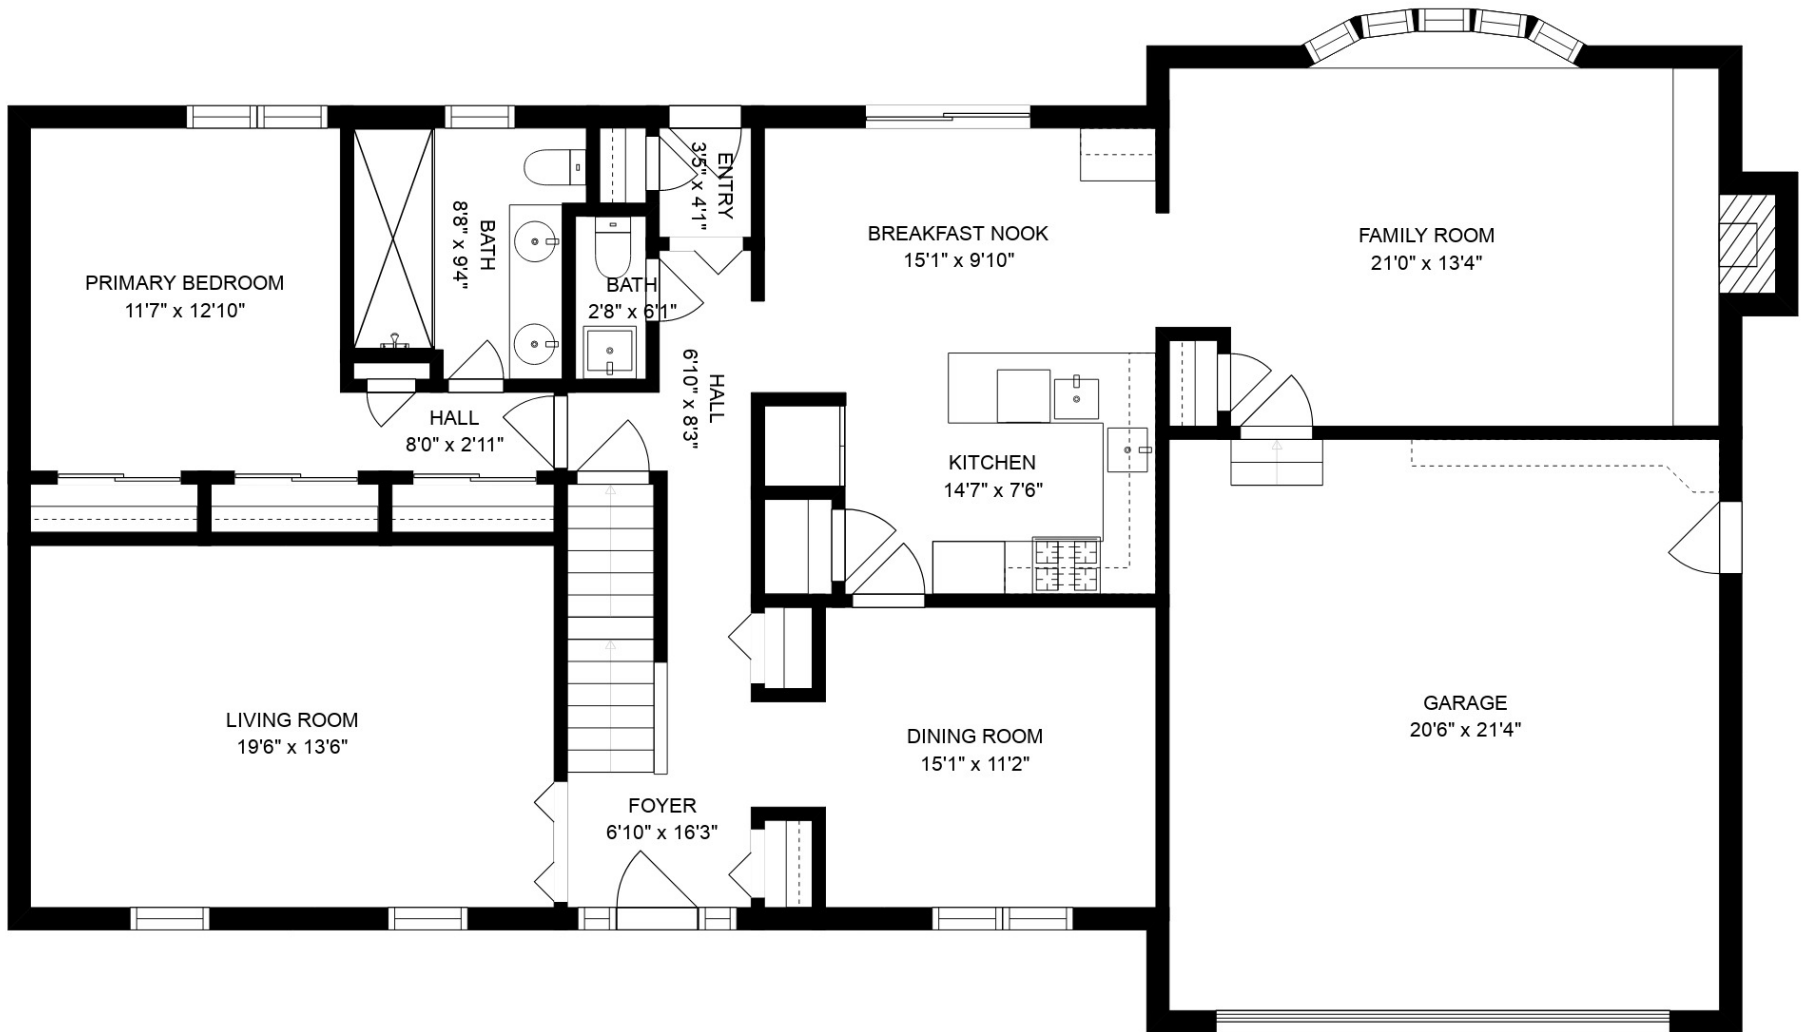 PRIMARY BEDROOM
11'7" x 12'10"
BATH
8'8" x 9'4"
ENTRY
3'5" x 4'1"
BATH
2'8" x 6'1"
HALL
6'10" x 8'3"
HALL
8'0" x 2'11"
BREAKFAST NOOK
15'1" x 9'10"
FAMILY ROOM
21'0" x 13'4"
KITCHEN
14'7" x 7'6"
LIVING ROOM
19'6" x 13'6"
FOYER
6'10" x 16'3"
DINING ROOM
15'1" x 11'2"
GARAGE
20'6" x 21'4"